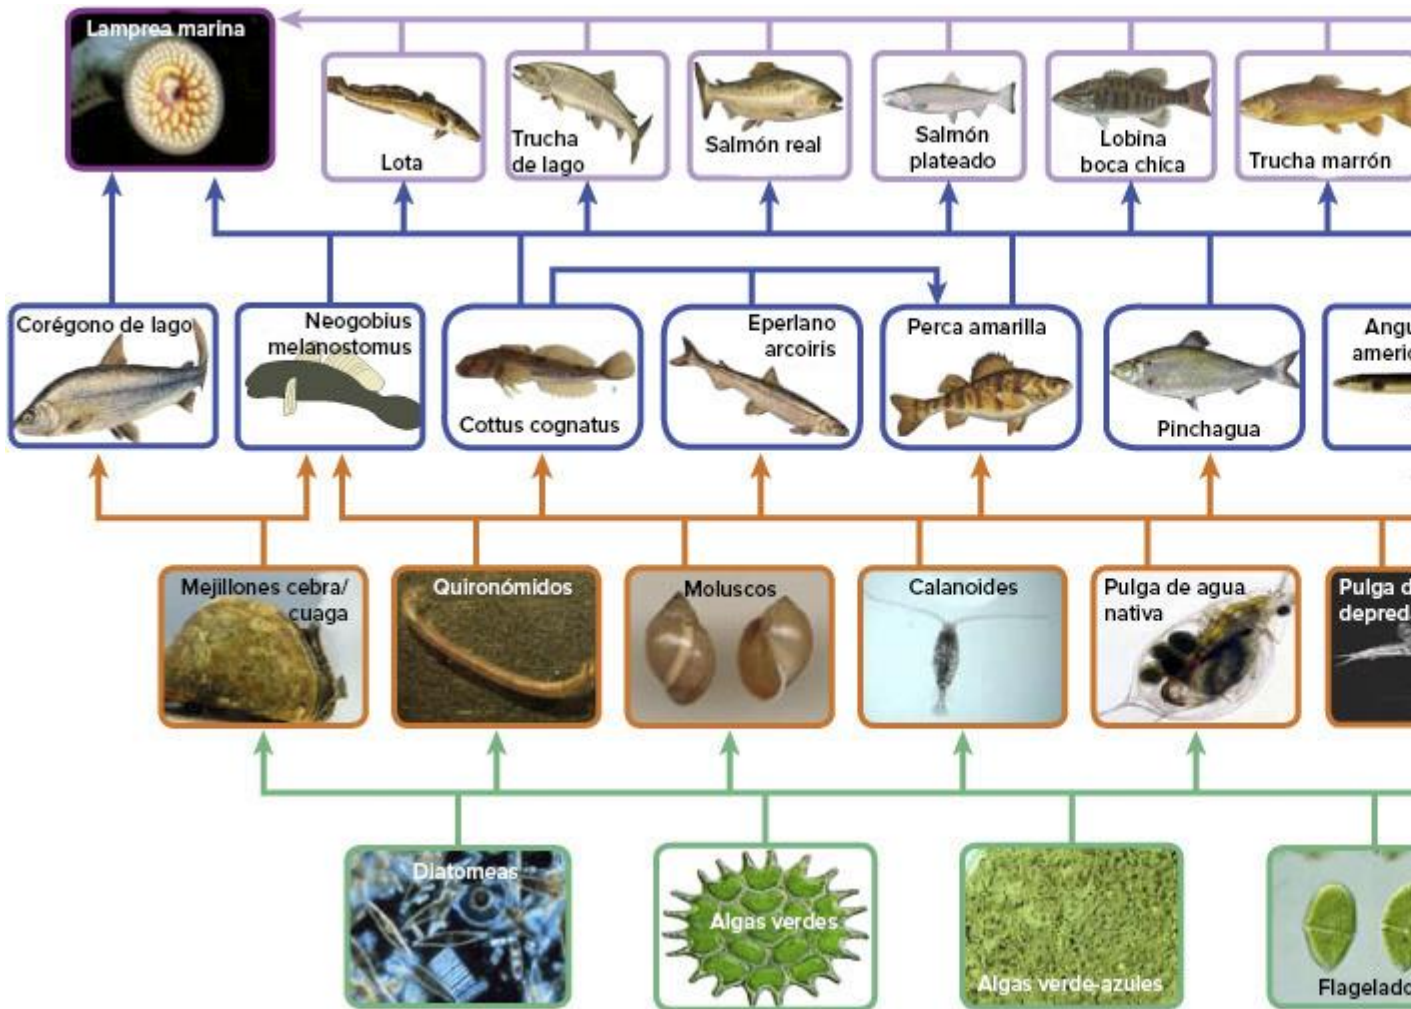 Lamprea marina
Lota
Trucha
de lago
Salmón real
Salmón
plateado
Lobina
boca chica
Trucha marrón
Corégono de lago
Neogobius
melanostomus
Cottus cognatus
Eperlano
arcoiris
Perca amarilla
Pinchagua
Mejillones cebra/
cuaga
Quironómidos
Moluscos
Calanoides
Pulga de agua
nativa
Pulga
Diatomeas
Algas verdes
Algas verde-azules